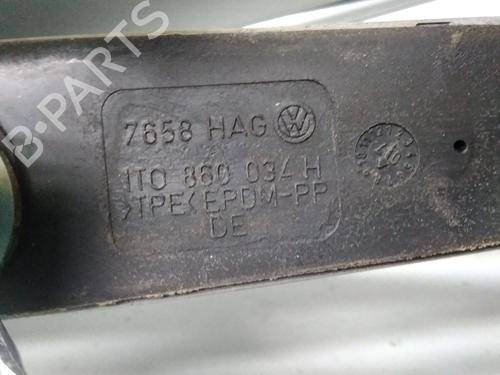 7658 HAG
1T0 860 034 H
>TPE<EPDM-PP
DE
B-PARTS